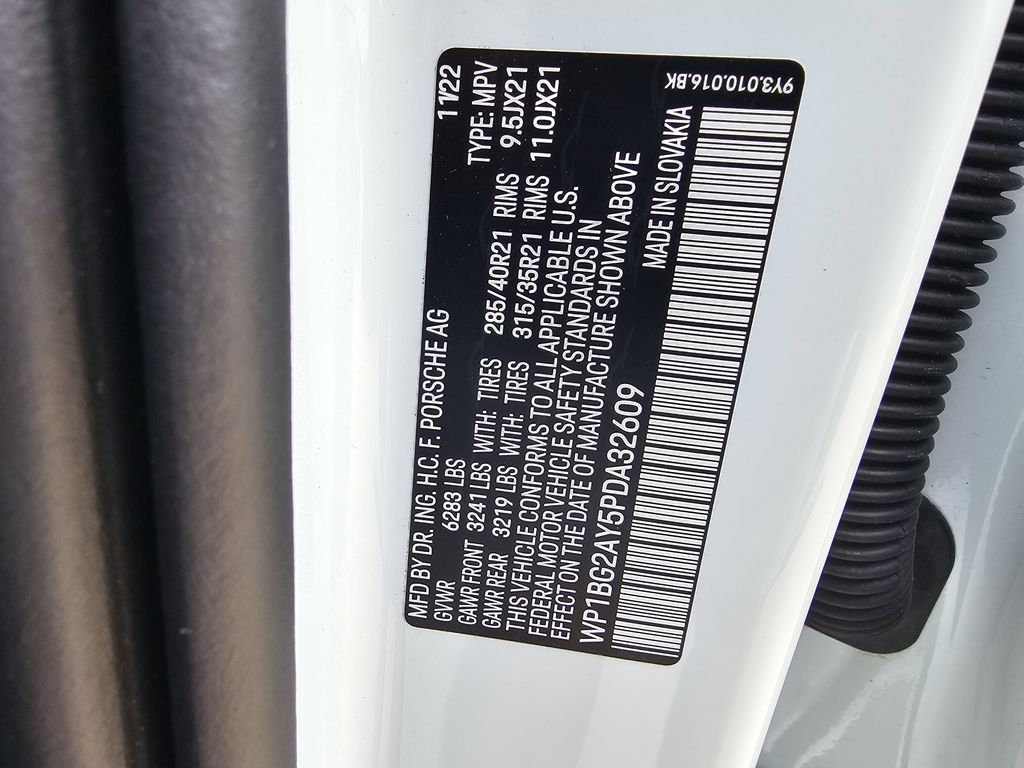 MFD BY DR. ING. H.C. F. PORSCHE AG 11/22
GVWR 6283 LBS TYPE: MPV
GAWR FRONT 3241 LBS WITH: TIRES 285/40R21 RIMS 9.5JX21
GAWR REAR 3219 LBS WITH: TIRES 315/35R21 RIMS 11.0JX21
THIS VEHICLE CONFORMS TO ALL APPLICABLE U.S.
FEDERAL MOTOR VEHICLE SAFETY STANDARDS IN
EFFECT ON THE DATE OF MANUFACTURE SHOWN ABOVE
WP1BG2AY5PDA32609 MADE IN SLOVAKIA
9Y3.010.016.BK